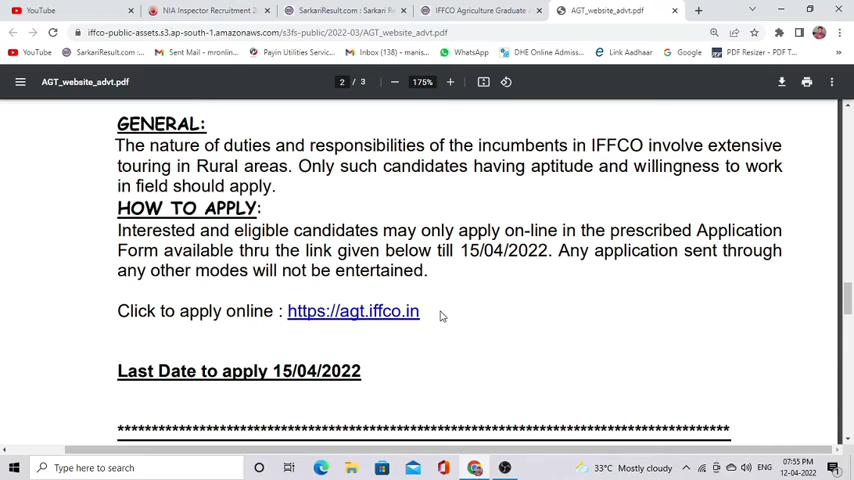 YouTube
NIA Inspector Recruitment 2
SarkariResult.com : Sarkari R
IFFCO Agriculture Graduate
AGT_website_advt.pdf
iffco-public-assets.s3.ap-south-1.amazonaws.com/s3fs-public/2022-03/AGT_website_advt.pdf
YouTube
SarkariResult.com:...
Sent Mail - mronlin...
Payin Utilities Servic...
Inbox (138) - manis...
WhatsApp
DHE Online Admiss...
Link Aadhaar
Google
PDF Resizer - PDF T...
AGT_website_advt.pdf
2 / 3
175%
GENERAL:
The nature of duties and responsibilities of the incumbents in IFFCO involve extensive
touring in Rural areas. Only such candidates having aptitude and willingness to work
in field should apply.
HOW TO APPLY:
Interested and eligible candidates may only apply on-line in the prescribed Application
Form available thru the link given below till 15/04/2022. Any application sent through
any other modes will not be entertained.
Click to apply online : https://agt.iffco.in
Last Date to apply 15/04/2022
Type here to search
33°C Mostly cloudy
ENG
07:55 PM
12-04-2022